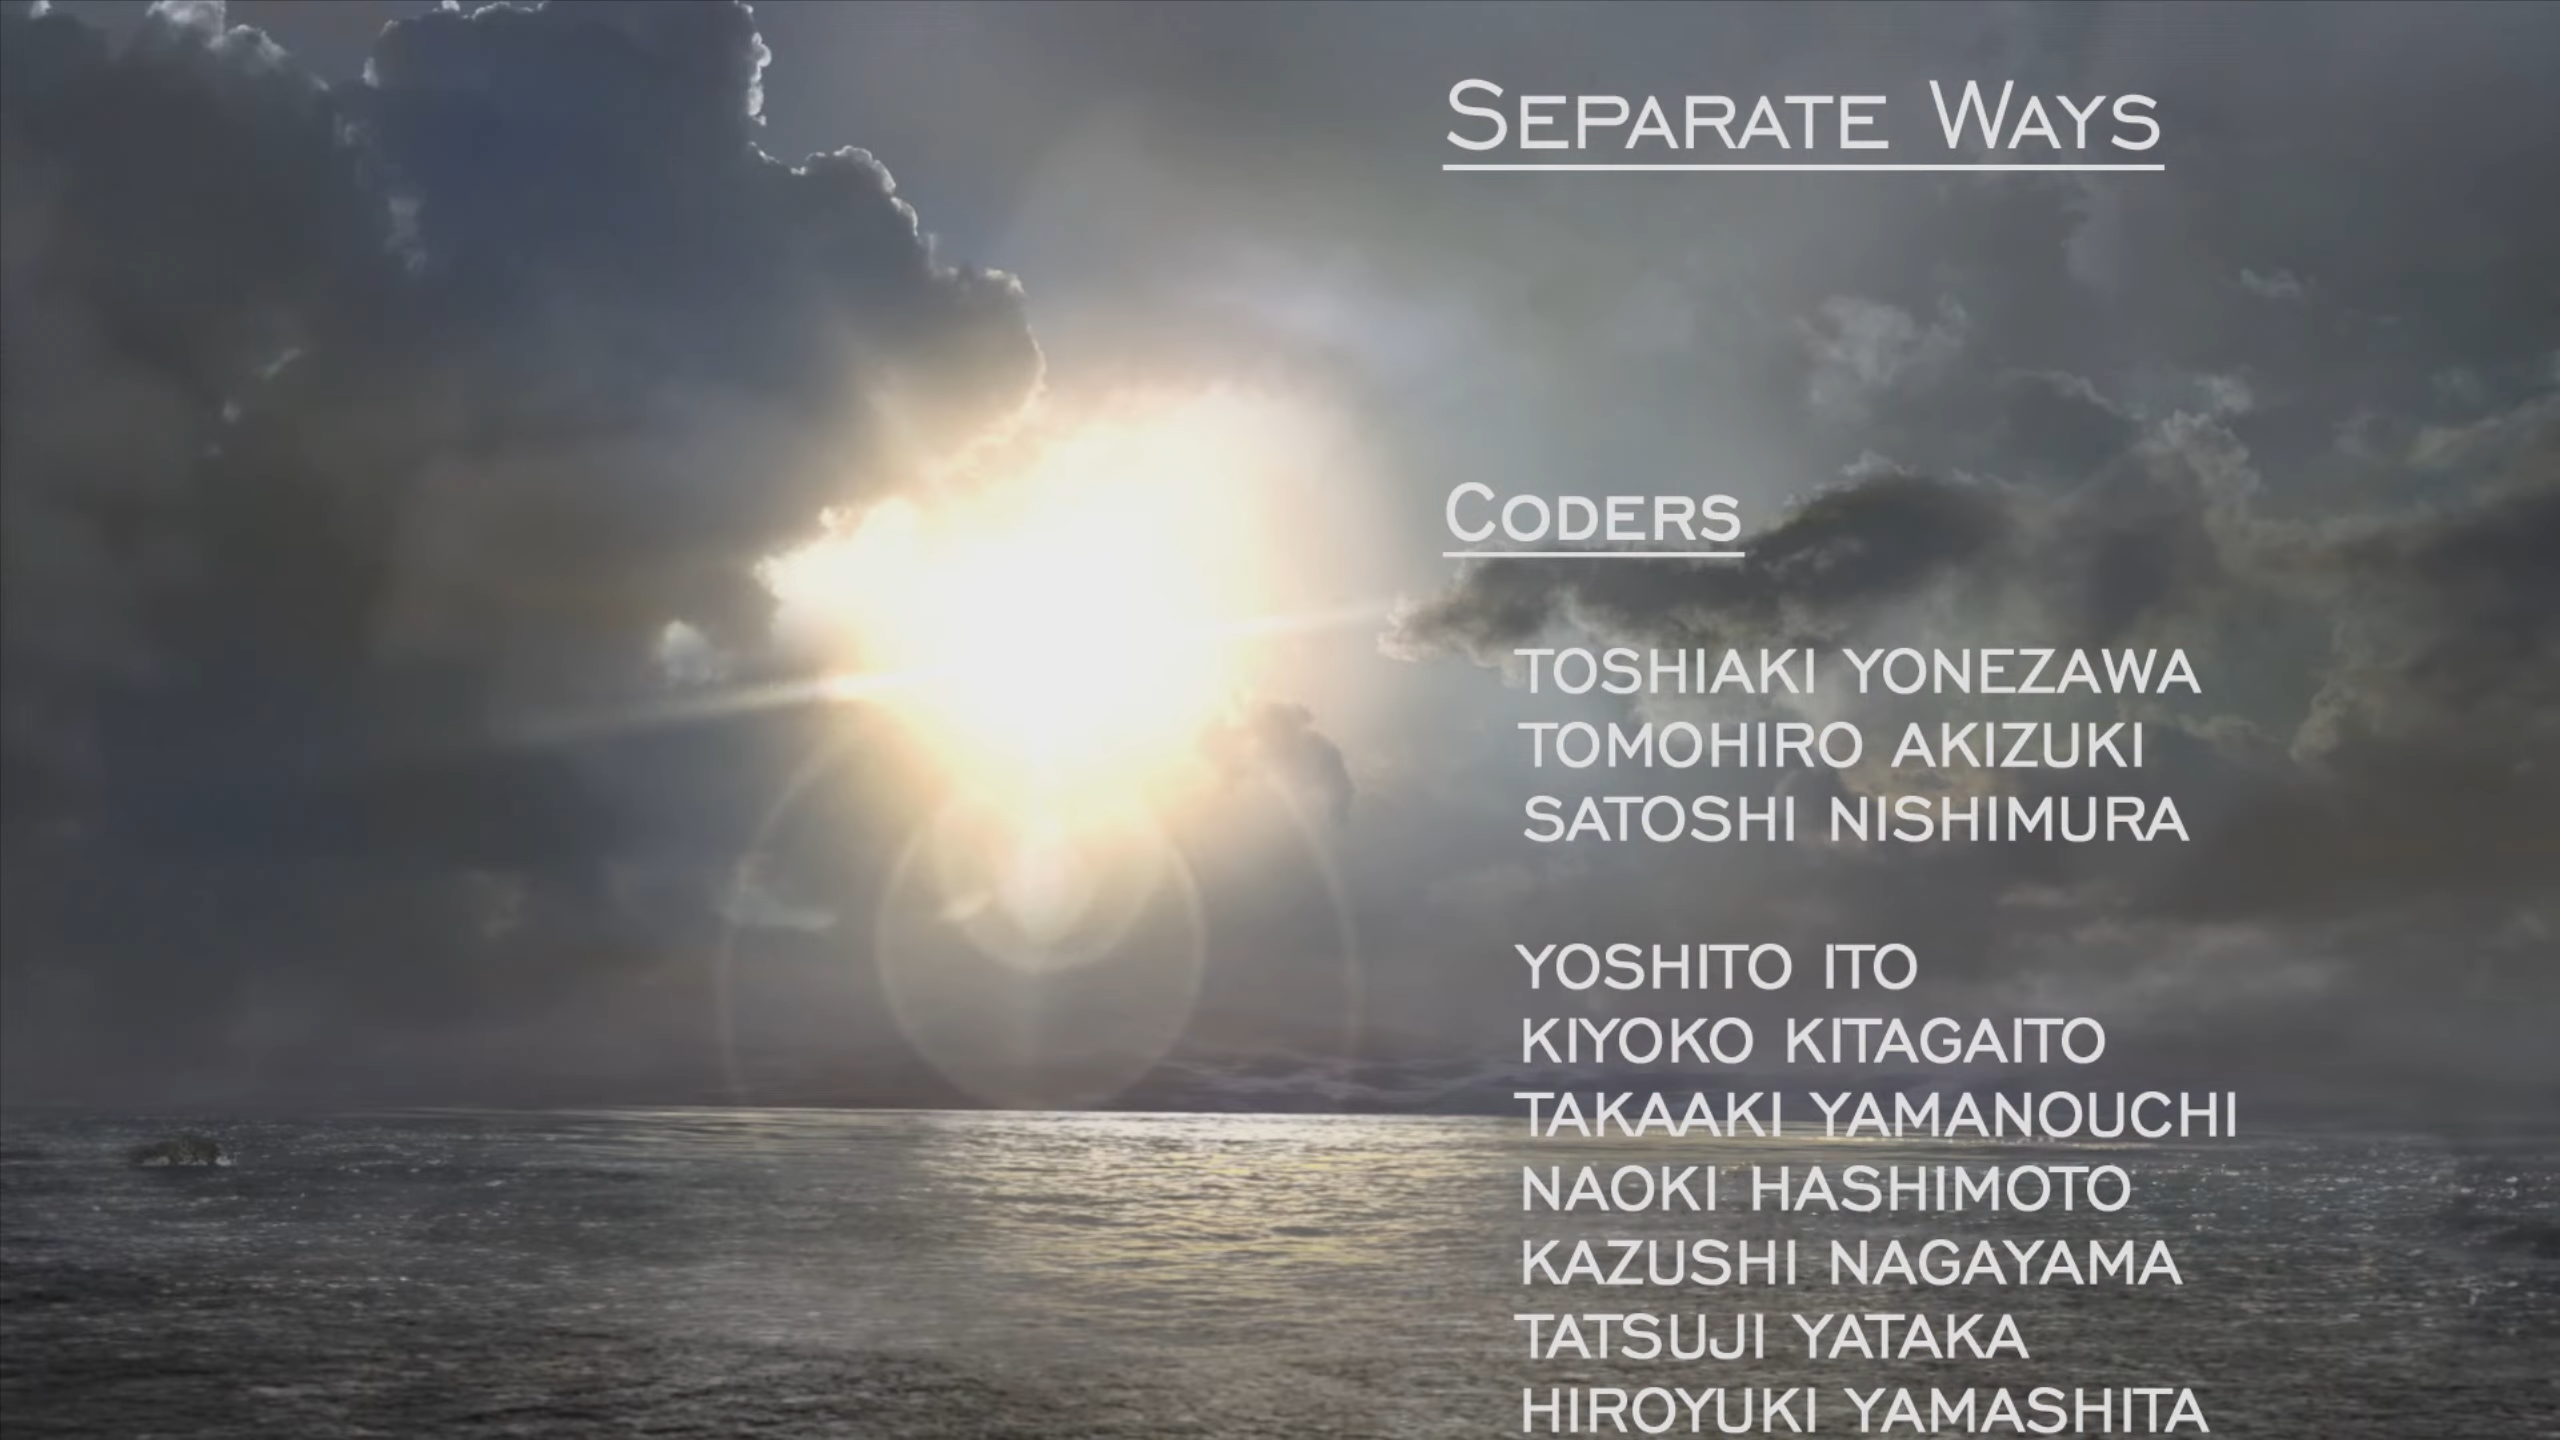 Separate Ways
Coders
TOSHIAKI YONEZAWA
TOMOHIRO AKIZUKI
SATOSHI NISHIMURA
YOSHITO ITO
KIYOKO KITAGAITO
TAKAAKI YAMANOUCHI
NAOKI HASHIMOTO
KAZUSHI NAGAYAMA
TATSUJI YATAKA
HIROYUKI YAMASHITA